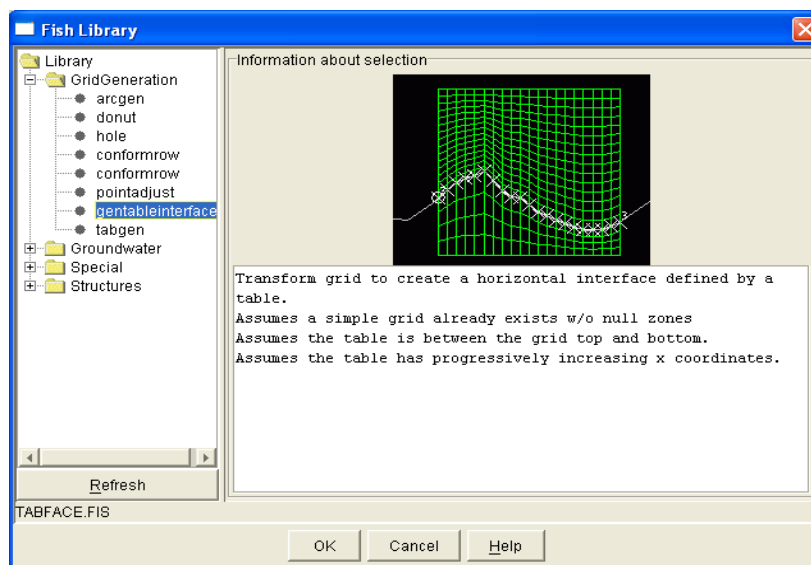 Fish Library
Library
GridGeneration
arcgen
donut
hole
conformrow
conformrow
pointadjust
gentableinterface
tabgen
Groundwater
Special
Structures
Refresh
Information about selection
Transform grid to create a horizontal interface defined by a
table.
Assumes a simple grid already exists w/o null zones
Assumes the table is between the grid top and bottom.
Assumes the table has progressively increasing x coordinates.
TABFACE.FIS
OK
Cancel
Help